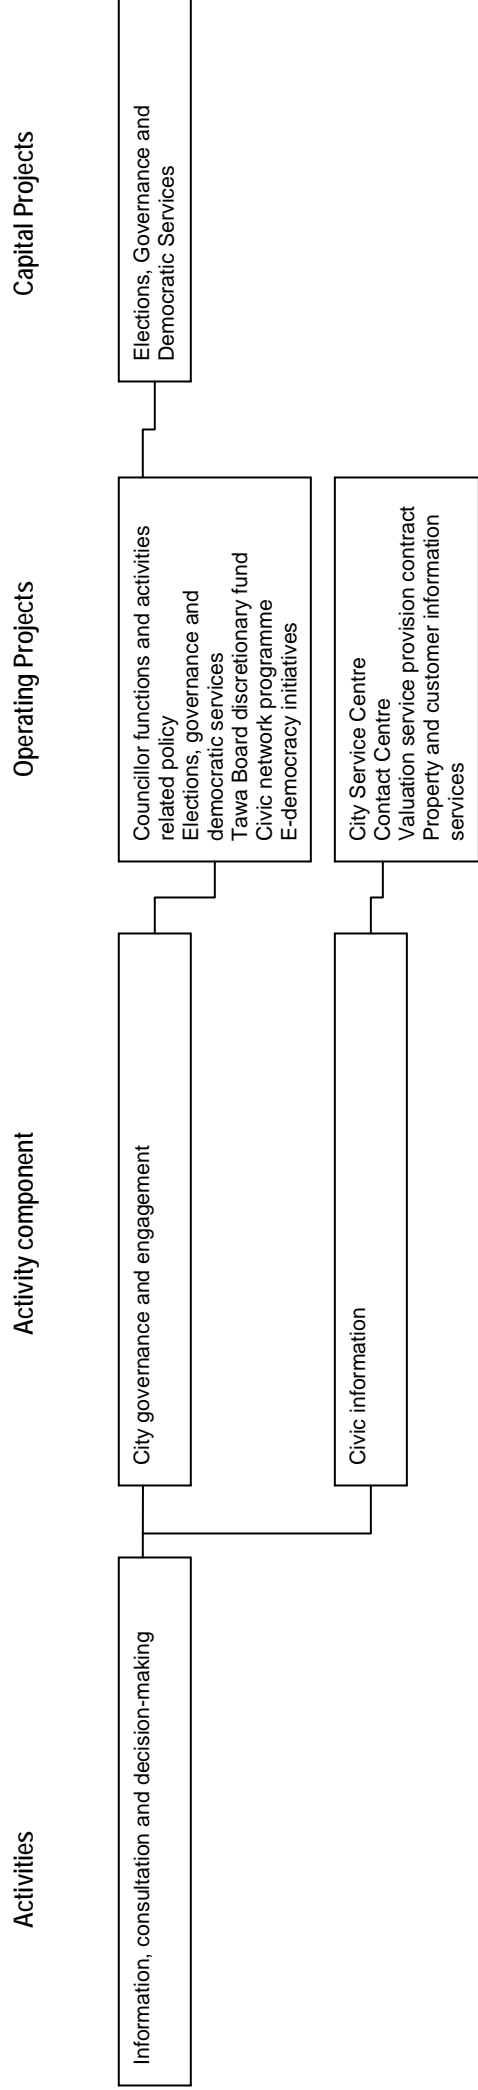 Activities
Activity component
Operating Projects
Capital Projects
Information, consultation and decision-making
City governance and engagement
Councillor functions and activities
related policy
Elections, governance and
democratic services
Tawa Board discretionary fund
Civic network programme
E-democracy initiatives
Elections, Governance and
Democratic Services
Civic information
City Service Centre
Contact Centre
Valuation service provision contract
Property and customer information
services